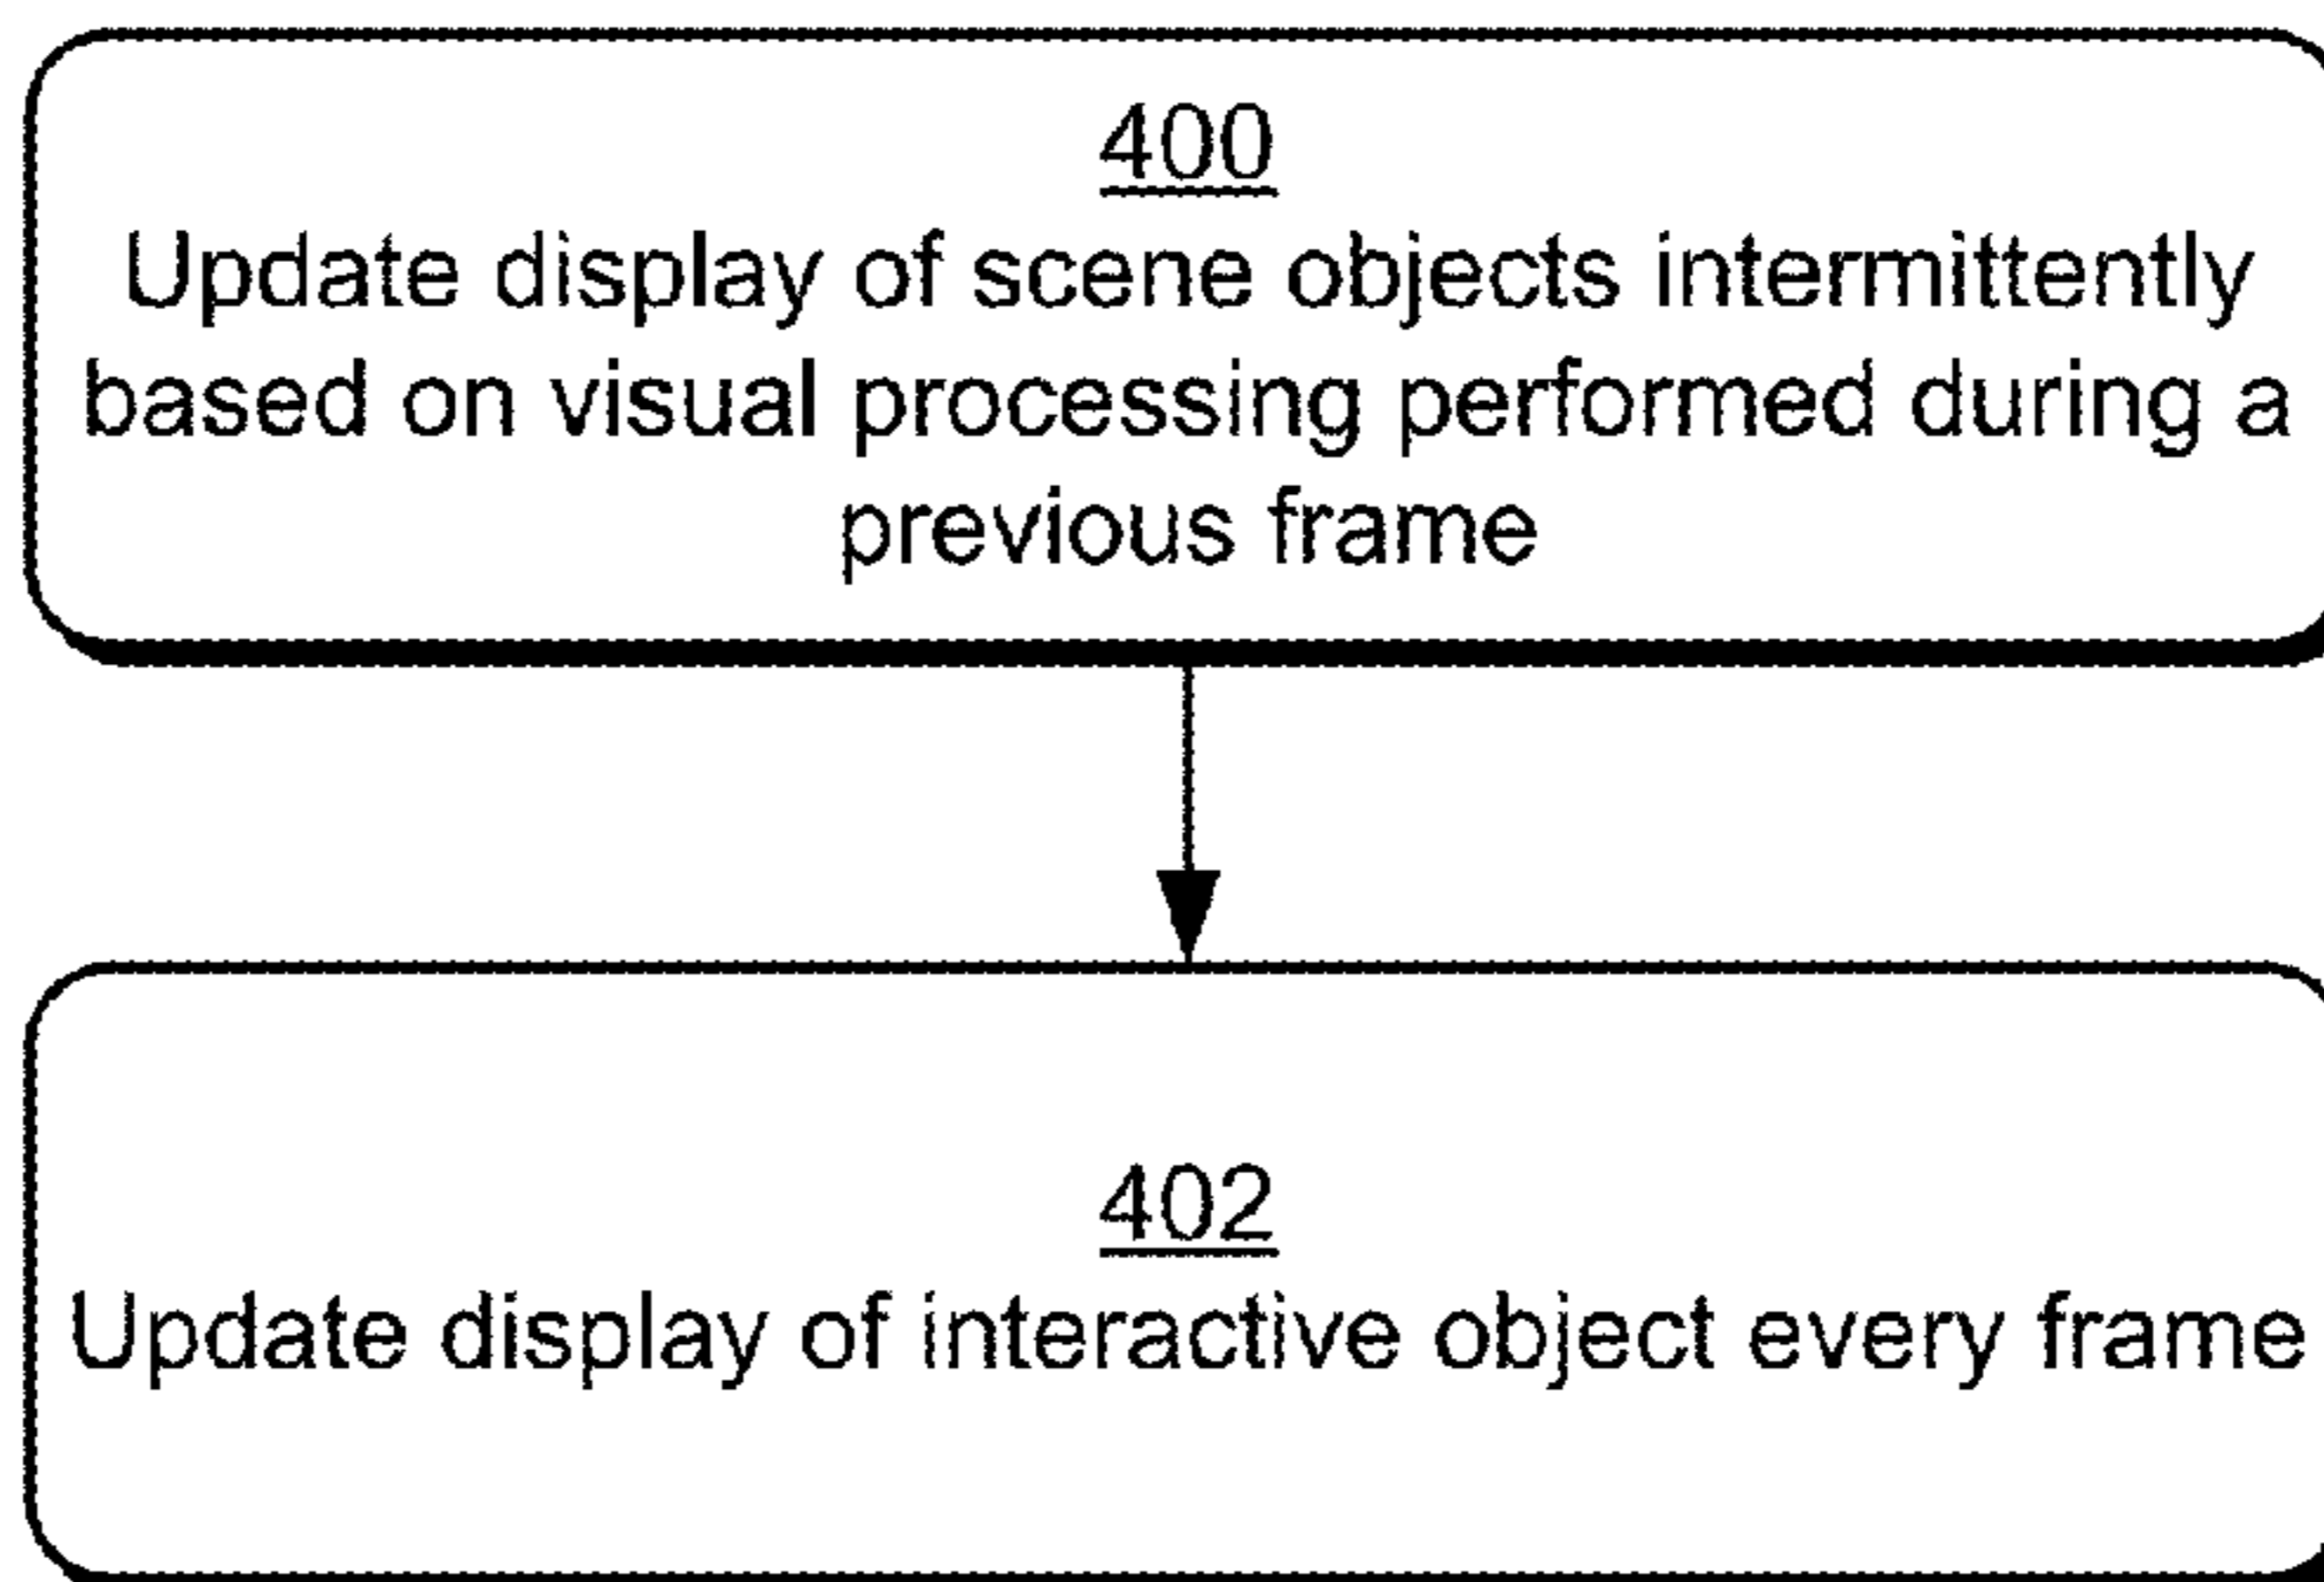 400
Update display of scene objects intermittently
based on visual processing performed during a
previous frame
402
Update display of interactive object every frame